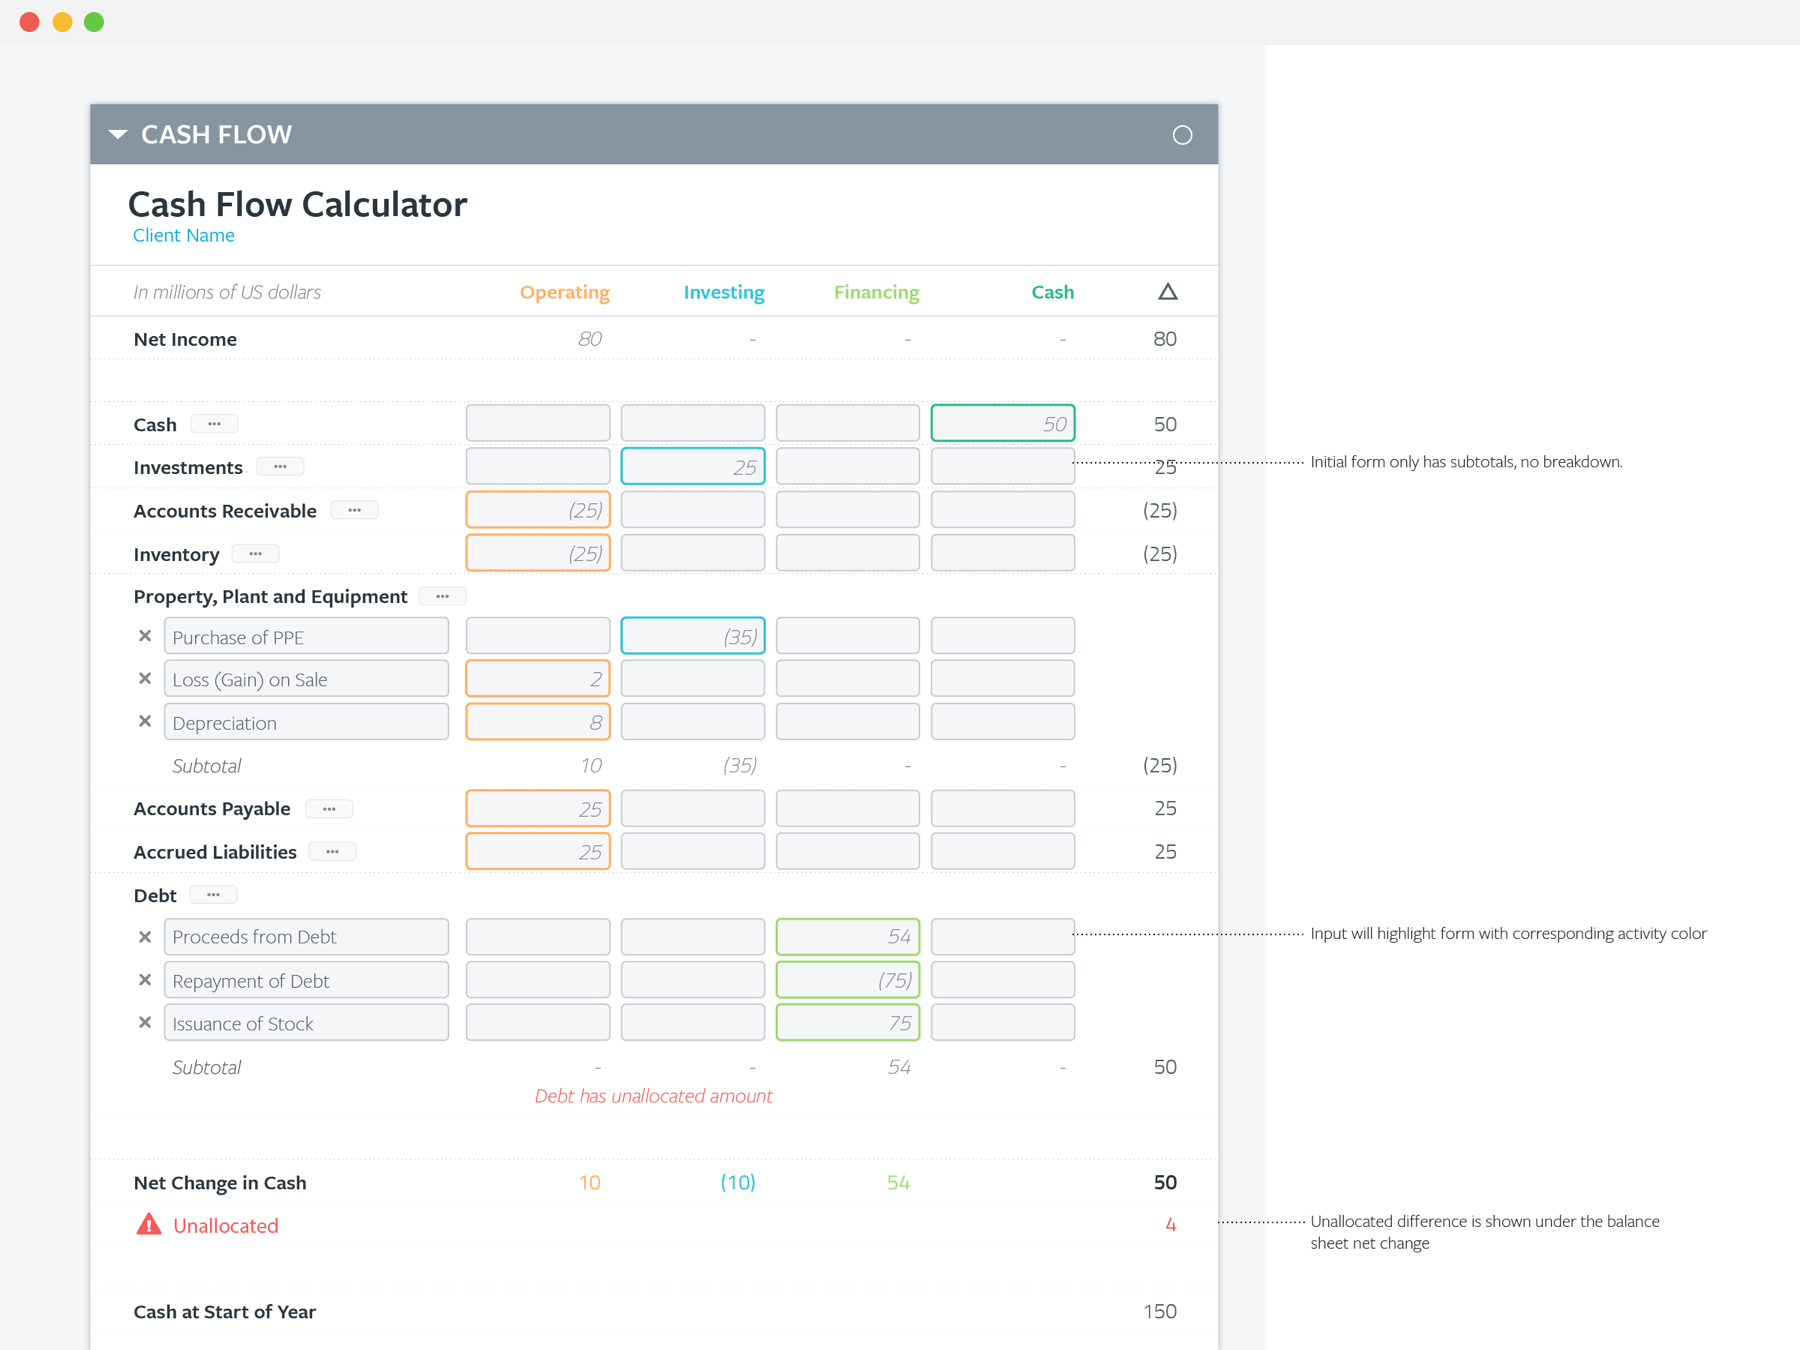 CASH FLOW
Cash Flow Calculator
Client Name
In millions of US dollars Operating Investing Financing Cash △
Net Income 80 - - - 80
Cash ••• 50 50
Investments ••• 25 25
Initial form only has subtotals, no breakdown.
Accounts Receivable ••• (25) (25)
Inventory ••• (25) (25)
Property, Plant and Equipment •••
× Purchase of PPE (35)
× Loss (Gain) on Sale 2
× Depreciation 8
Subtotal 10 (35) - - (25)
Accounts Payable ••• 25 25
Accrued Liabilities ••• 25 25
Debt •••
× Proceeds from Debt 54
Input will highlight form with corresponding activity color
× Repayment of Debt (75)
× Issuance of Stock 75
Subtotal - - 54 - 50
Debt has unallocated amount
Net Change in Cash 10 (10) 54 50
! Unallocated 4
Unallocated difference is shown under the balance
sheet net change
Cash at Start of Year 150